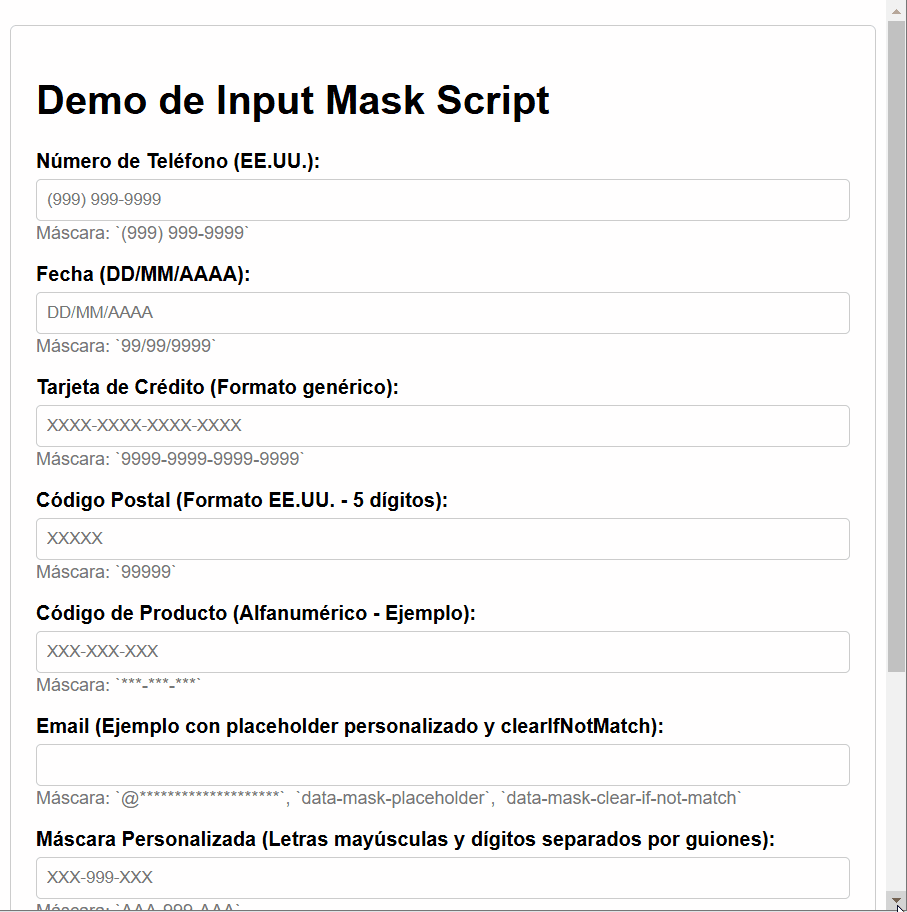 Demo de Input Mask Script
Número de Teléfono (EE.UU.):
(999) 999-9999
Máscara: `(999) 999-9999`
Fecha (DD/MM/AAAA):
DD/MM/AAAA
Máscara: `99/99/9999`
Tarjeta de Crédito (Formato genérico):
XXXX-XXXX-XXXX-XXXX
Máscara: `9999-9999-9999-9999`
Código Postal (Formato EE.UU. - 5 dígitos):
XXXXX
Máscara: `99999`
Código de Producto (Alfanumérico - Ejemplo):
XXX-XXX-XXX
Máscara: `***-***-***`
Email (Ejemplo con placeholder personalizado y clearIfNotMatch):
Máscara: `@********************`, `data-mask-placeholder`, `data-mask-clear-if-not-match`
Máscara Personalizada (Letras mayúsculas y dígitos separados por guiones):
XXX-999-XXX
Máscara: `AAA-999-AAA`